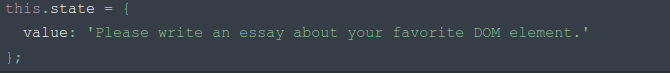 this.state = {
  value: 'Please write an essay about your favorite DOM element.'
};